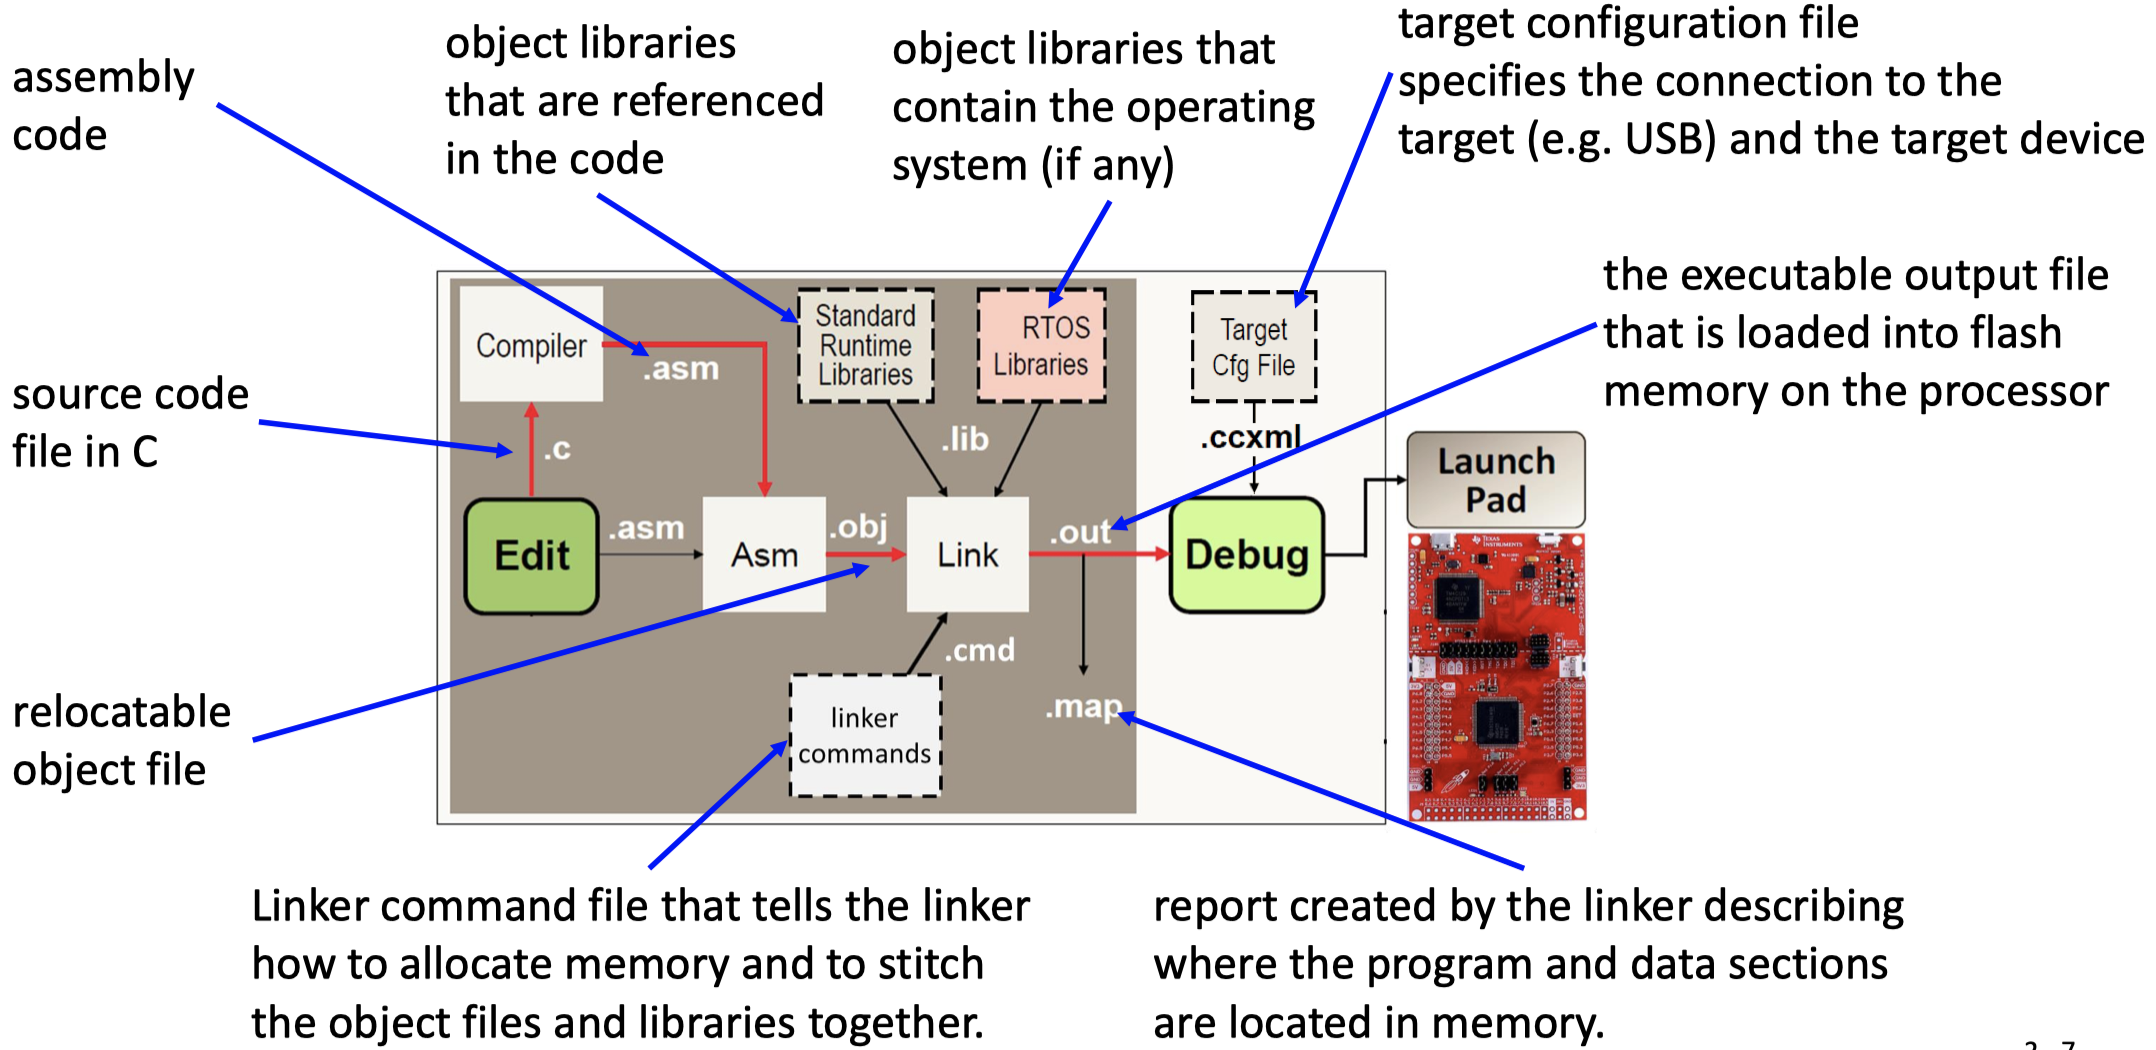 assembly
code
object libraries
that are referenced
in the code
object libraries that
contain the operating
system (if any)
target configuration file
specifies the connection to the
target (e.g. USB) and the target device
the executable output file
that is loaded into flash
memory on the processor
source code
file in C
relocatable
object file
Compiler
.asm
Standard
Runtime
Libraries
RTOS
Libraries
Target
Cfg File
.c
.lib
.ccxml
Launch
Pad
Edit
.asm
Asm
.obj
Link
.out
Debug
.cmd
.map
linker
commands
TEXAS
INSTRUMENTS
Linker command file that tells the linker
how to allocate memory and to stitch
the object files and libraries together.
report created by the linker describing
where the program and data sections
are located in memory.